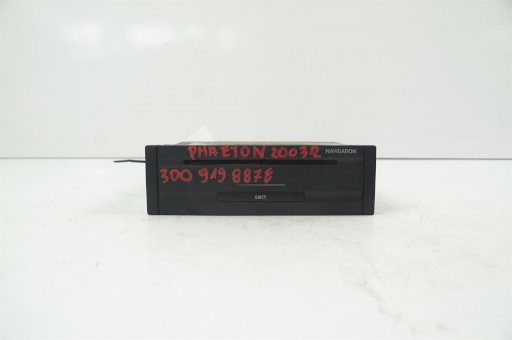 PHAETON 2003R
NAVIGATION
3D0 919 887E
EJECT